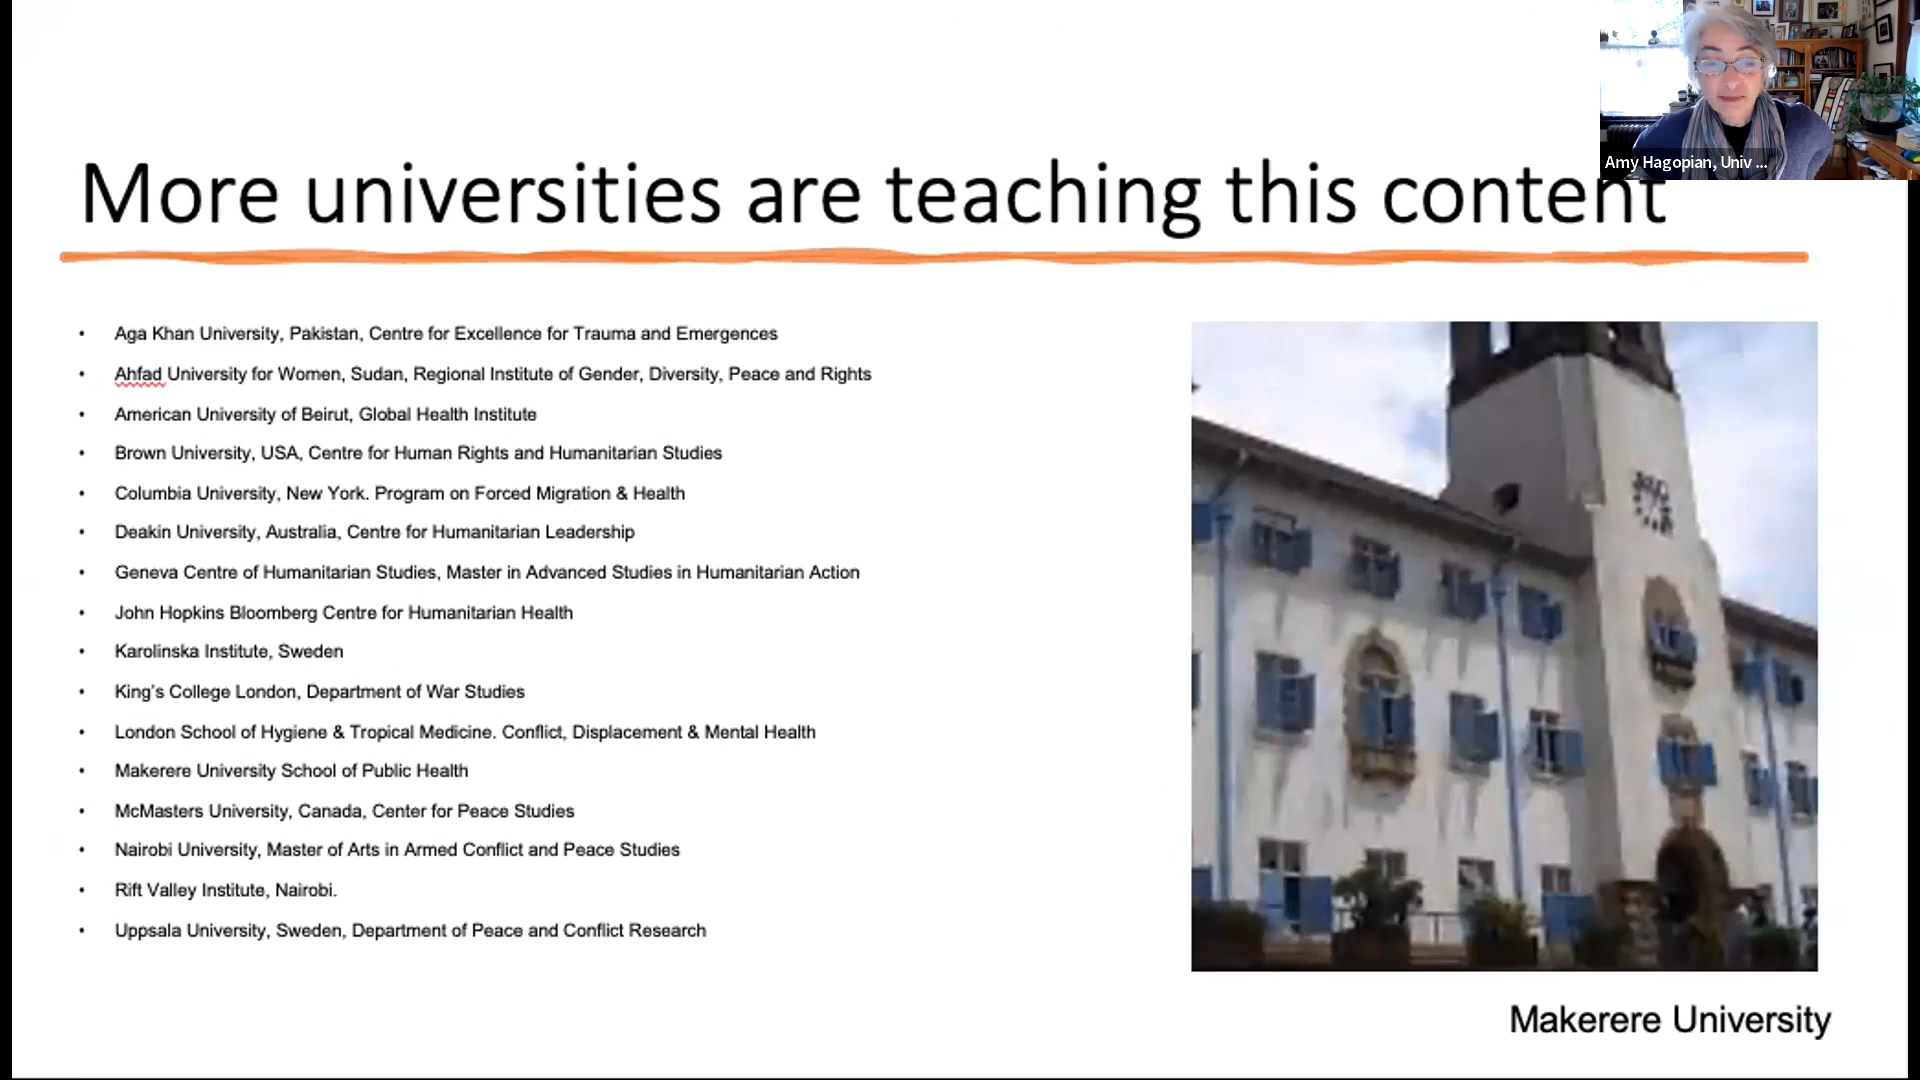 Amy Hagopian, Univ ...
More universities are teaching this content
• Aga Khan University, Pakistan, Centre for Excellence for Trauma and Emergences
• Ahfad University for Women, Sudan, Regional Institute of Gender, Diversity, Peace and Rights
• American University of Beirut, Global Health Institute
• Brown University, USA, Centre for Human Rights and Humanitarian Studies
• Columbia University, New York. Program on Forced Migration & Health
• Deakin University, Australia, Centre for Humanitarian Leadership
• Geneva Centre of Humanitarian Studies, Master in Advanced Studies in Humanitarian Action
• John Hopkins Bloomberg Centre for Humanitarian Health
• Karolinska Institute, Sweden
• King's College London, Department of War Studies
• London School of Hygiene & Tropical Medicine. Conflict, Displacement & Mental Health
• Makerere University School of Public Health
• McMasters University, Canada, Center for Peace Studies
• Nairobi University, Master of Arts in Armed Conflict and Peace Studies
• Rift Valley Institute, Nairobi.
• Uppsala University, Sweden, Department of Peace and Conflict Research
Makerere University